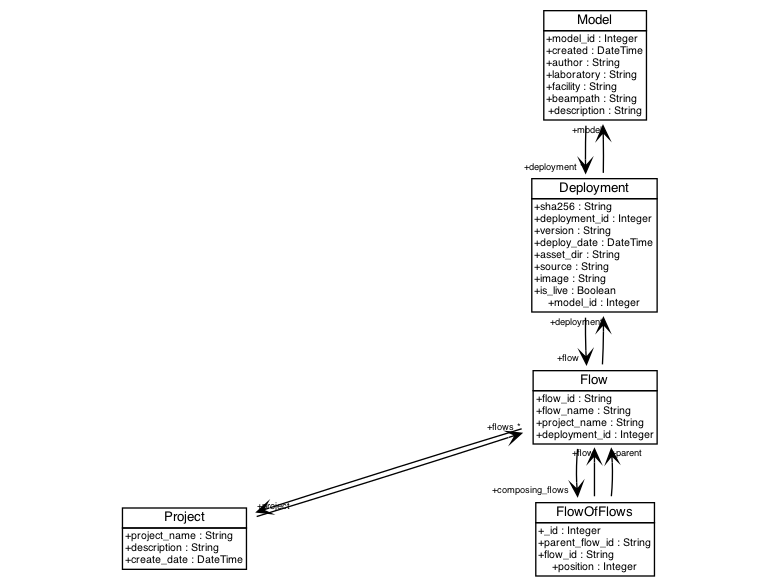 Model
+model_id : Integer
+created : DateTime
+author : String
+laboratory : String
+facility : String
+beampath : String
+description : String
+model
+deployment
Deployment
+sha256 : String
+deployment_id : Integer
+version : String
+deploy_date : DateTime
+asset_dir : String
+source : String
+image : String
+is_live : Boolean
+model_id : Integer
+deployment
+flow
Flow
+flow_id : String
+flow_name : String
+project_name : String
+deployment_id : Integer
+flows *
+flow
+parent
+composing_flows
FlowOfFlows
+_id : Integer
+parent_flow_id : String
+flow_id : String
+position : Integer
+project
Project
+project_name : String
+description : String
+create_date : DateTime